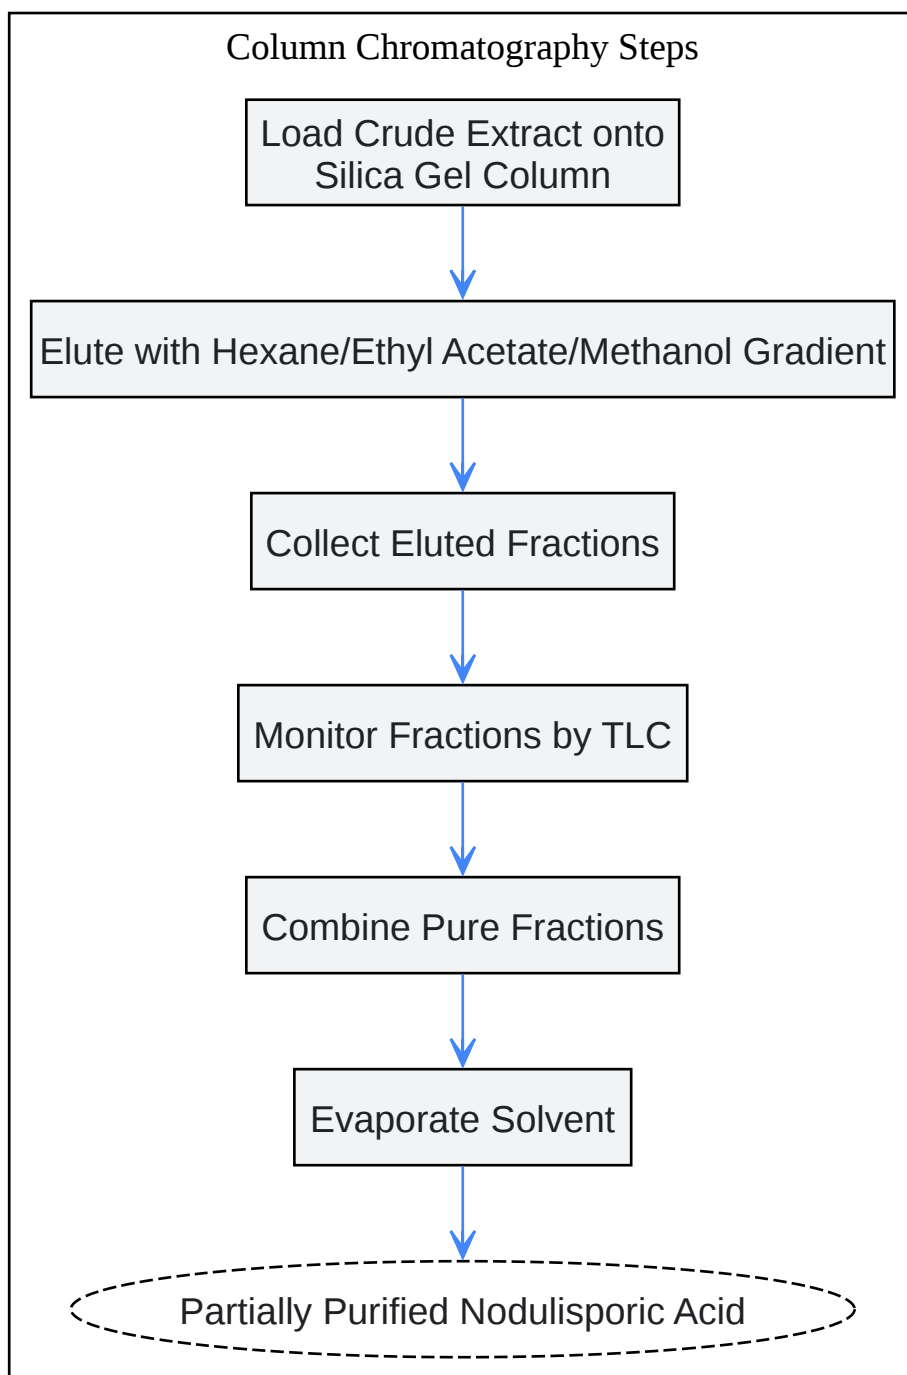 Column Chromatography Steps
Load Crude Extract onto
Silica Gel Column
Elute with Hexane/Ethyl Acetate/Methanol Gradient
Collect Eluted Fractions
Monitor Fractions by TLC
Combine Pure Fractions
Evaporate Solvent
Partially Purified Nodulisporic Acid